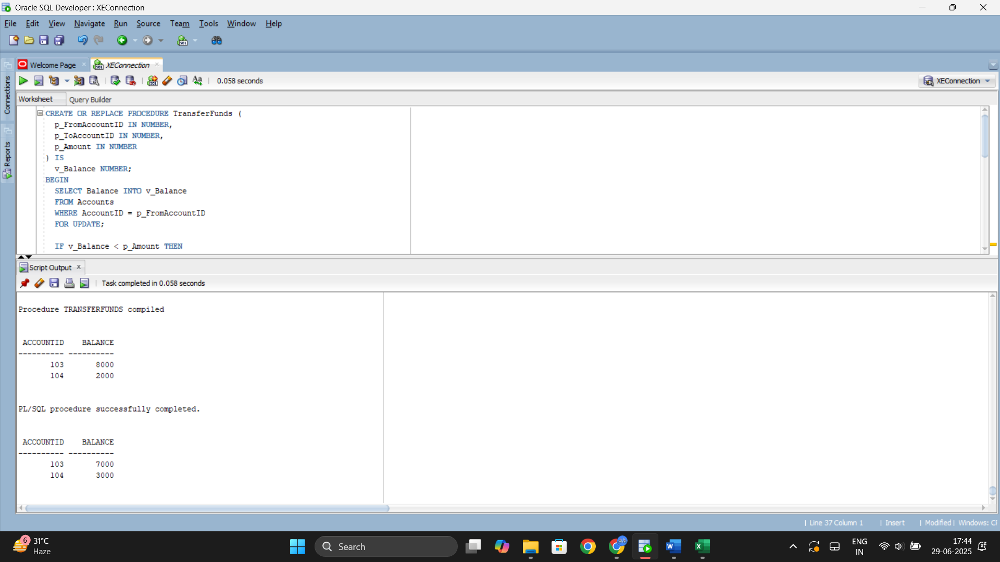 Oracle SQL Developer : XEConnection
File Edit View Navigate Run Source Team Tools Window Help
Welcome Page XEConnection
0.058 seconds
XEConnection
Connections
Reports
Worksheet Query Builder
CREATE OR REPLACE PROCEDURE TransferFunds (
p_FromAccountID IN NUMBER,
p_ToAccountID IN NUMBER,
p_Amount IN NUMBER
) IS
v_Balance NUMBER;
BEGIN
SELECT Balance INTO v_Balance
FROM Accounts
WHERE AccountID = p_FromAccountID
FOR UPDATE;
IF v_Balance < p_Amount THEN
Script Output
Task completed in 0.058 seconds
Procedure TRANSFERFUNDS compiled
ACCOUNTID BALANCE
---------- ----------
103 8000
104 2000
PL/SQL procedure successfully completed.
ACCOUNTID BALANCE
---------- ----------
103 7000
104 3000
Line 37 Column 1 | Insert | Modified | Windows:
6
31°C
Haze
Search
ENG
IN
17:44
29-06-2025